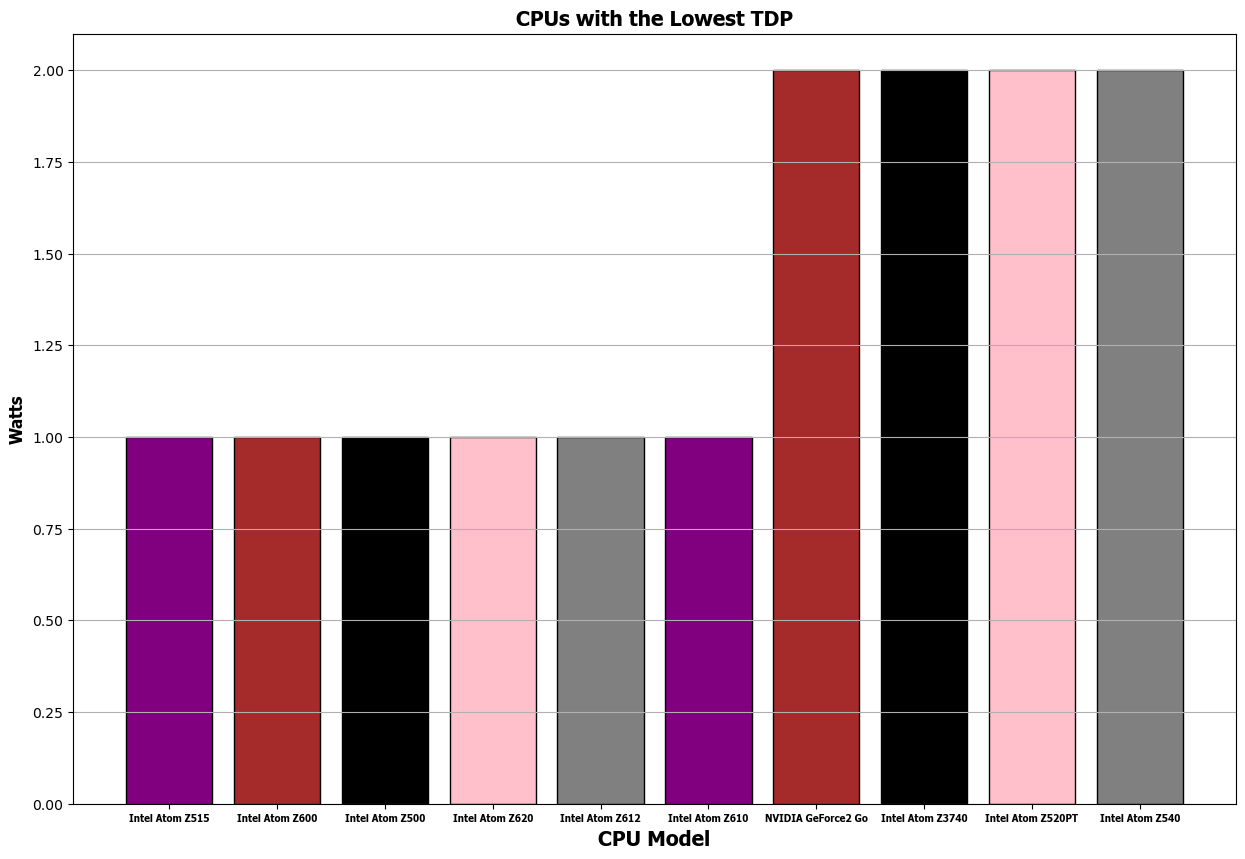 CPUs with the Lowest TDP
2.00
1.75
1.50
1.25
1.00
0.75
0.50
0.25
0.00
Watts
Intel Atom Z515 Intel Atom Z600 Intel Atom Z500 Intel Atom Z620 Intel Atom Z612 Intel Atom Z610 NVIDIA GeForce2 Go Intel Atom Z3740 Intel Atom Z520PT Intel Atom Z540
CPU Model